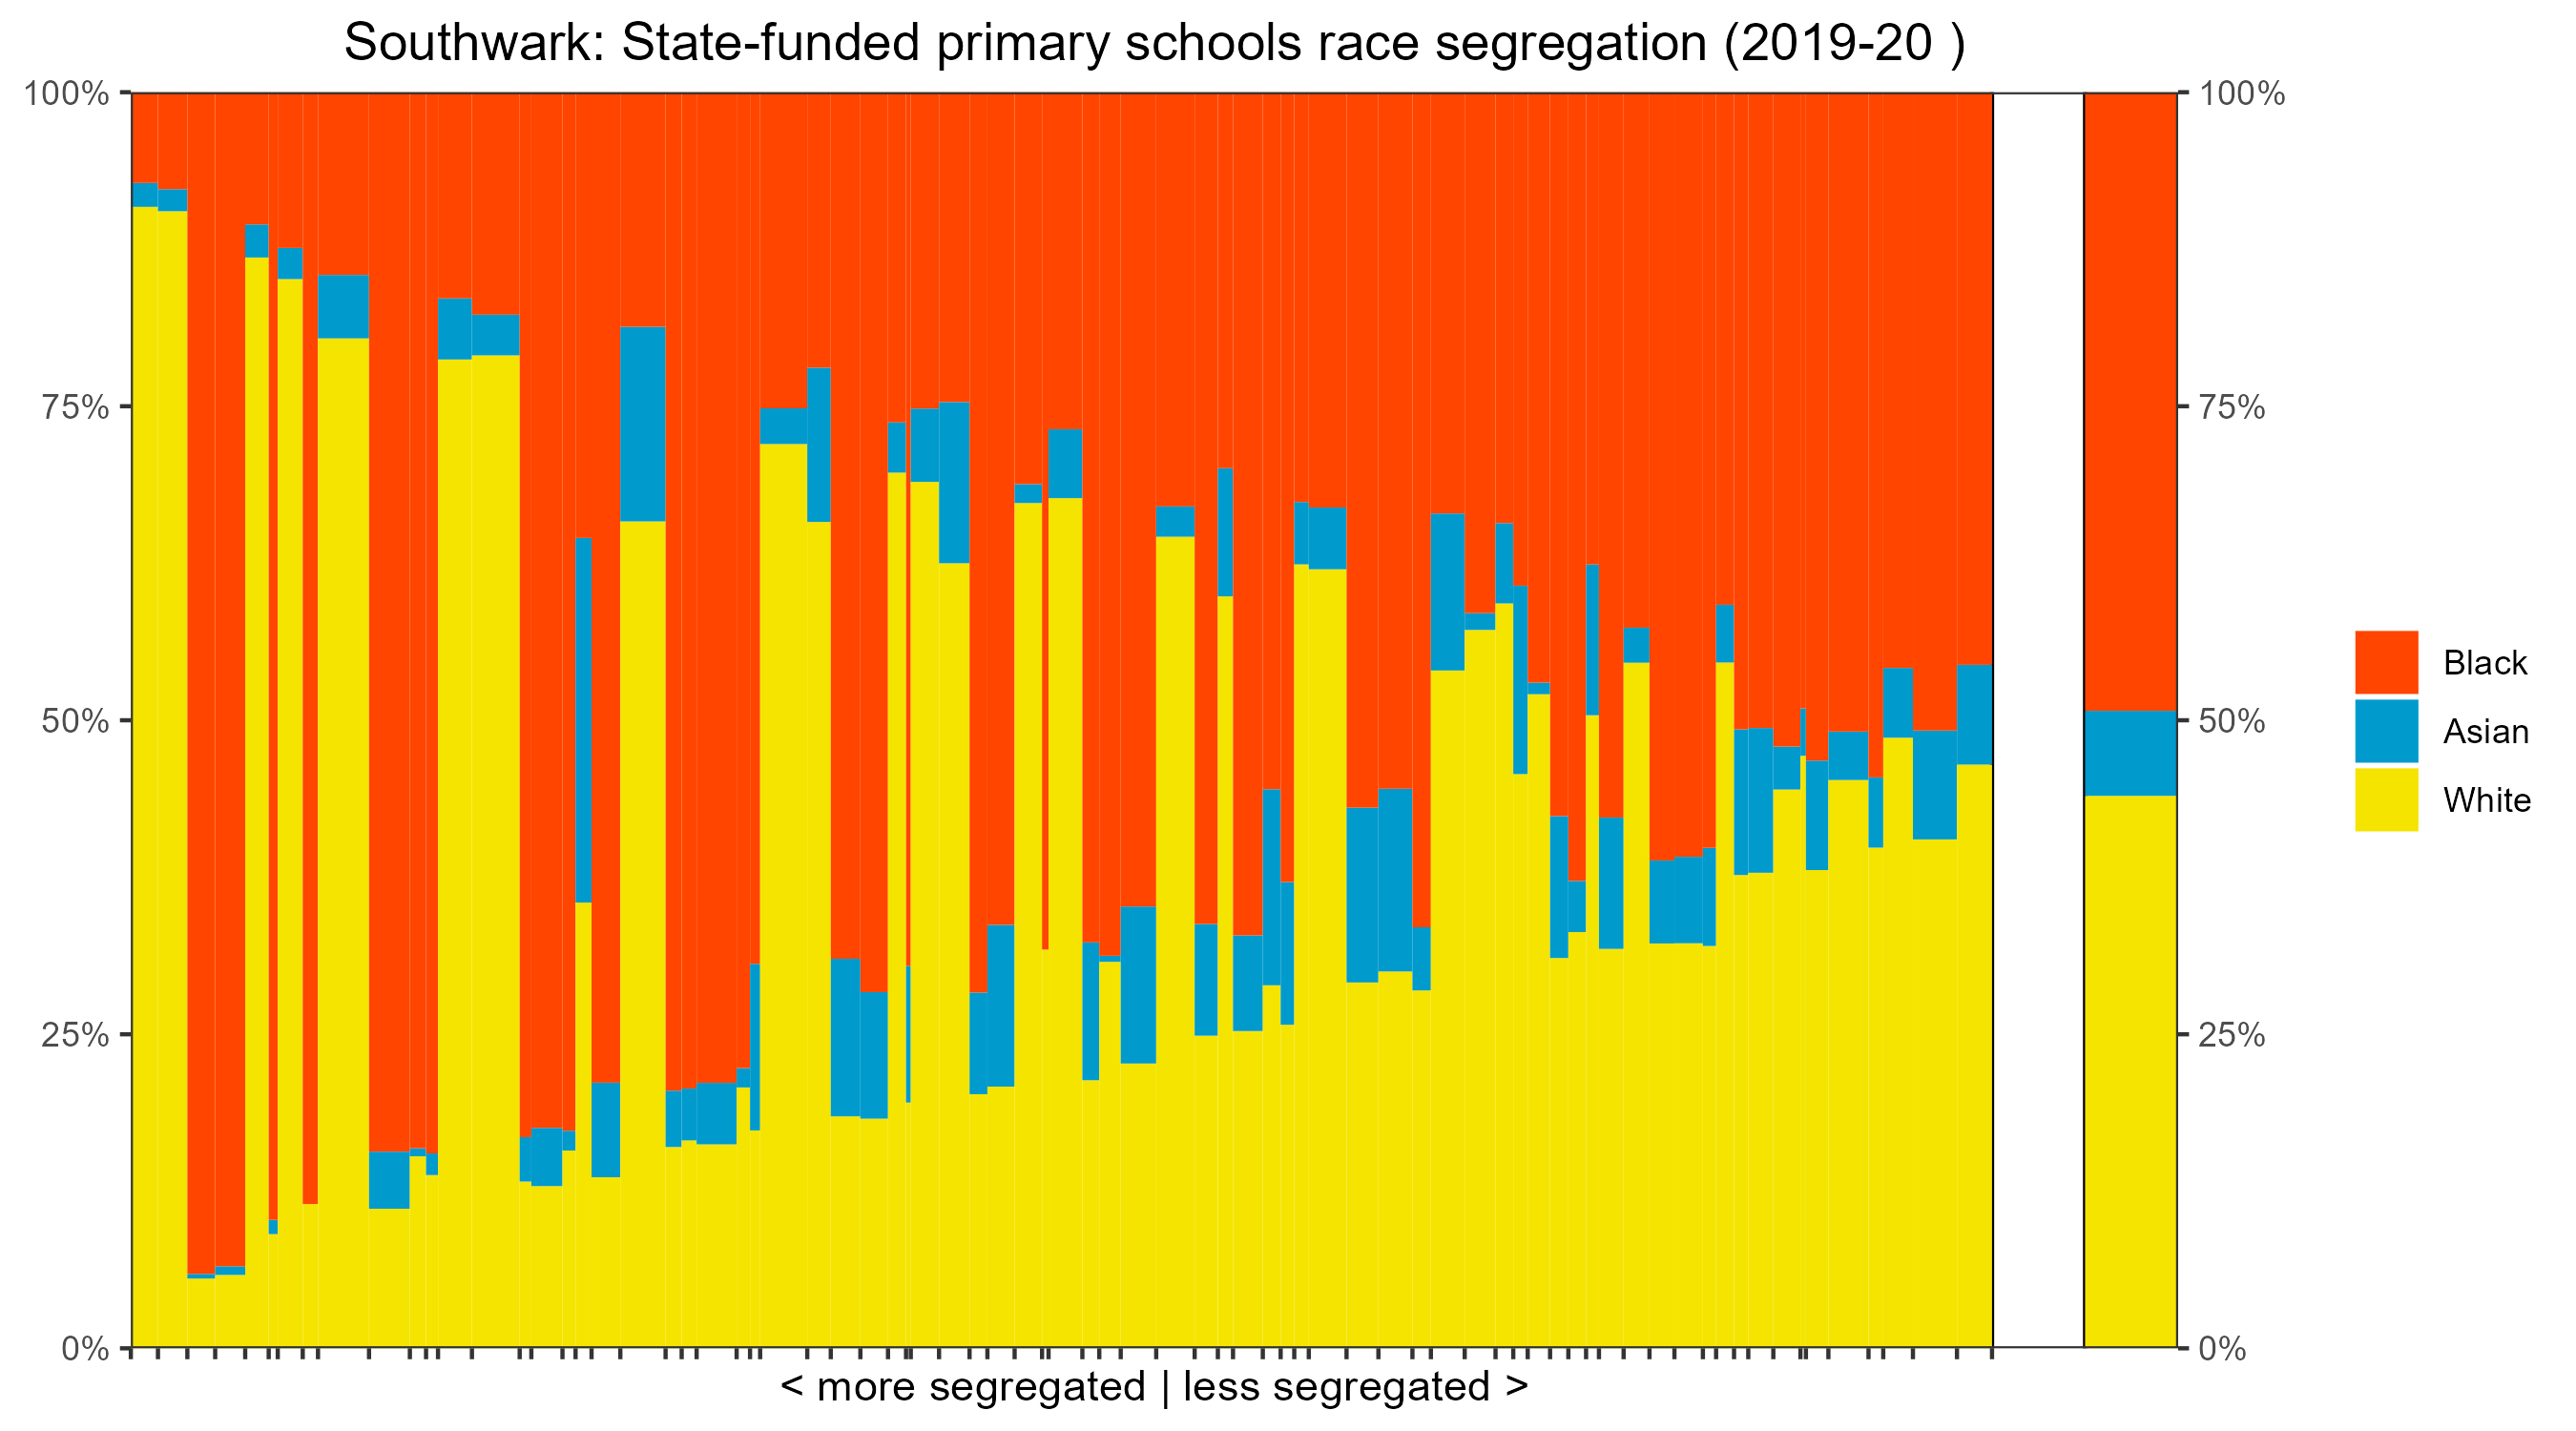 Southwark: State-funded primary schools race segregation (2019-20 )
100%
75%
50%
25%
0%
100%
75%
50%
25%
0%
Black
Asian
White
< more segregated | less segregated >